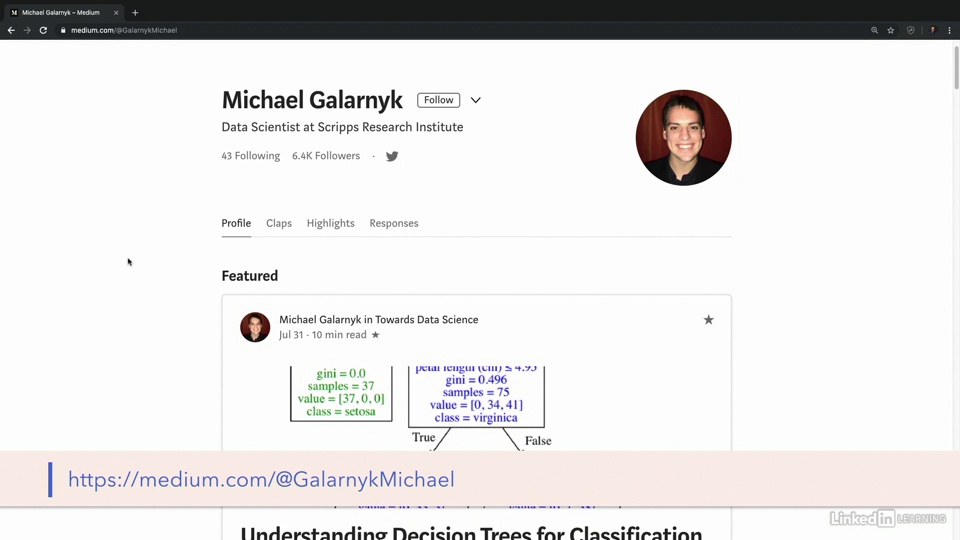 Michael Galarnyk – Medium
medium.com/@GalarnykMichael
Michael Galarnyk
Follow
Data Scientist at Scripps Research Institute
43 Following 6.4K Followers ·
Profile Claps Highlights Responses
Featured
Michael Galarnyk in Towards Data Science
Jul 31 · 10 min read ★
gini = 0.0
samples = 37
value = [37, 0, 0]
class = setosa
petal length (cm) ≤ 4.95
gini = 0.496
samples = 75
value = [0, 34, 41]
class = virginica
True
False
https://medium.com/@GalarnykMichael
Understanding Decision Trees for Classification
Linked in LEARNING